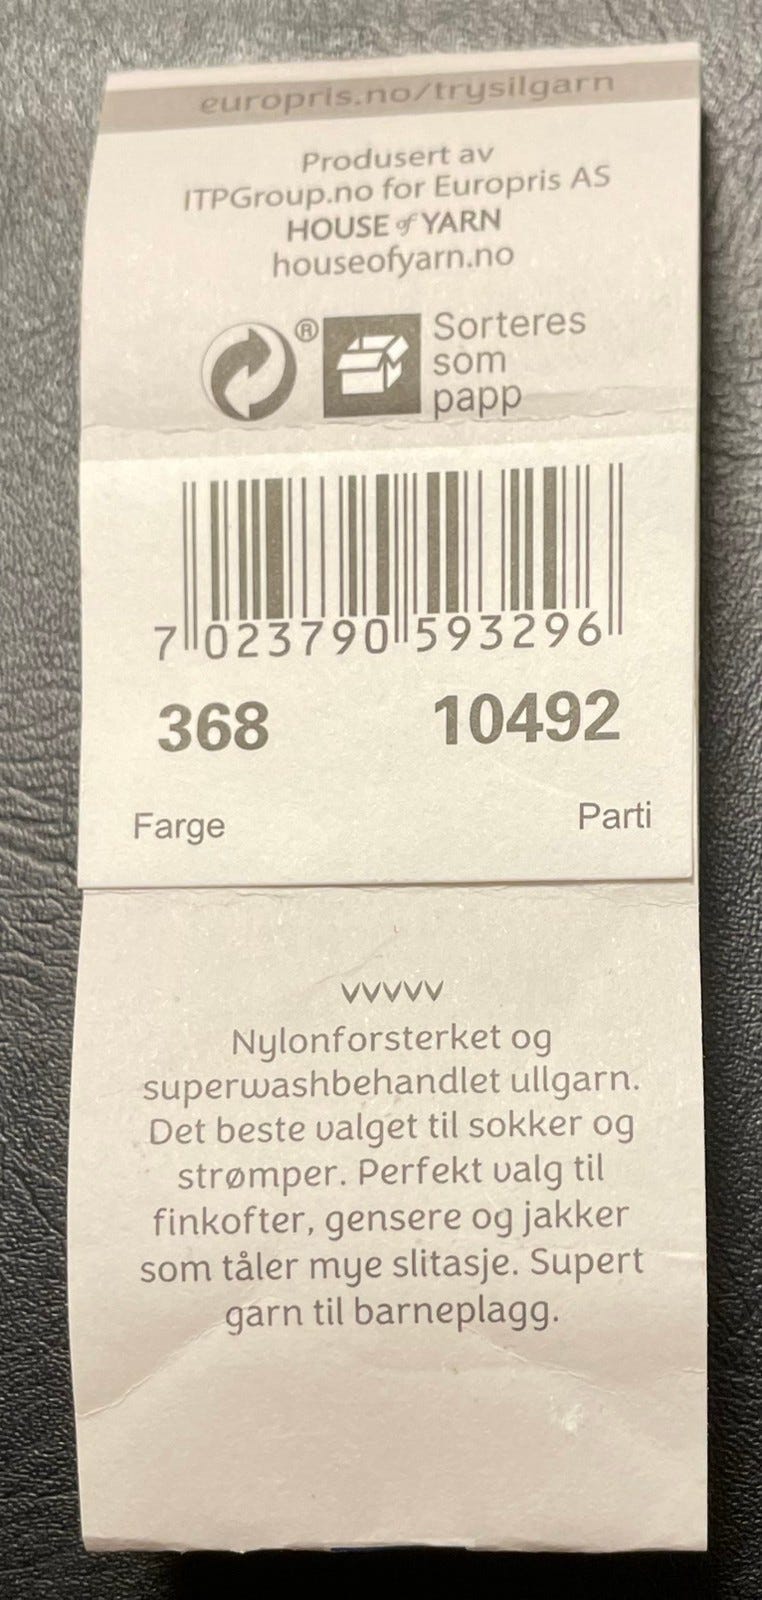 europris.no/trysilgarn
Produsert av
ITPGroup.no for Europris AS
HOUSE of YARN
houseofyarn.no
®
Sorteres
som
papp
7 023790 593296
368 10492
Farge Parti
Nylonforsterket og
superwashbehandlet ullgarn.
Det beste valget til sokker og
strømper. Perfekt valg til
finkofter, gensere og jakker
som tåler mye slitasje. Supert
garn til barneplagg.